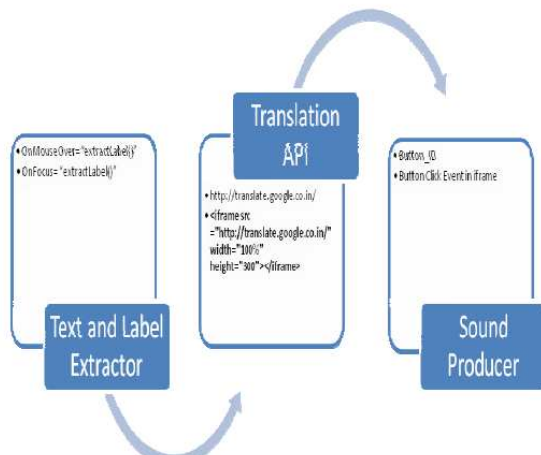 • OnMouseOver= "extractLabel()"
• OnFocus= "extractLabel()"
Text and Label
Extractor
Translation
API
• http://translate.google.co.in/
• <iframe src
="http://translate.google.co.in/"
width="100%"
height="300"></iframe>
• Button_ID
• Button Click Event in iframe
Sound
Producer